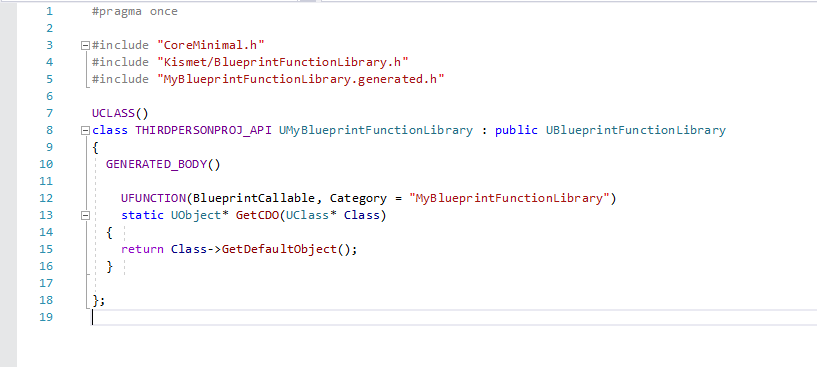 1 #pragma once
2
3 #include "CoreMinimal.h"
4 #include "Kismet/BlueprintFunctionLibrary.h"
5 #include "MyBlueprintFunctionLibrary.generated.h"
6
7 UCLASS()
8 class THIRDPERSONPROJ_API UMyBlueprintFunctionLibrary : public UBlueprintFunctionLibrary
9 {
10 GENERATED_BODY()
11
12 UFUNCTION(BlueprintCallable, Category = "MyBlueprintFunctionLibrary")
13 static UObject* GetCDO(UClass* Class)
14 {
15 return Class->GetDefaultObject();
16 }
17
18 };
19